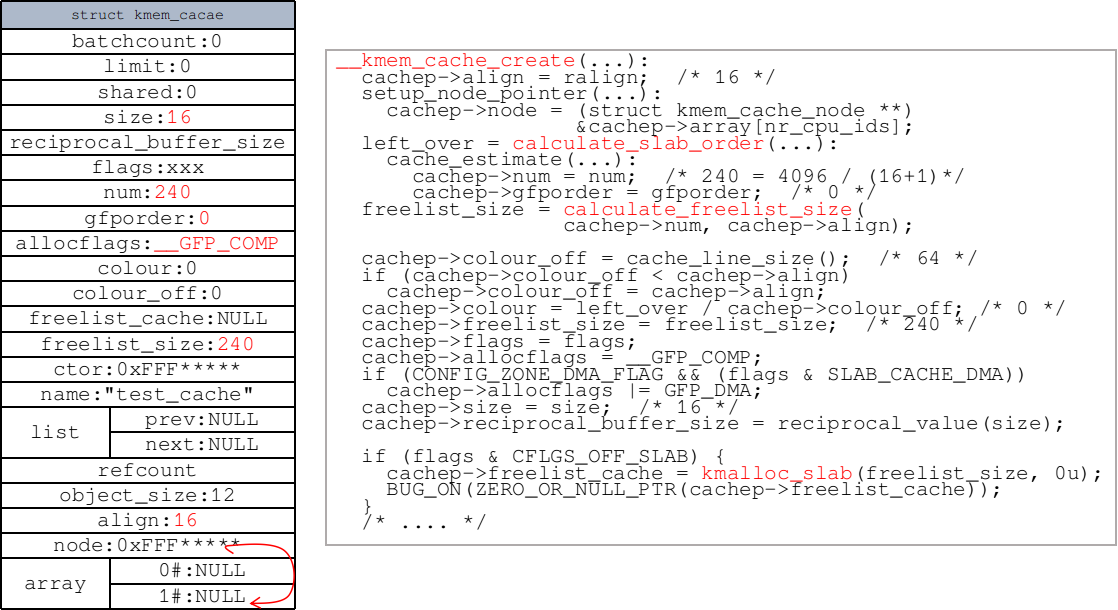 struct kmem_cacae
batchcount:0
limit:0
shared:0
size:16
reciprocal_buffer_size
flags:xxx
num:240
gfporder:0
allocflags:__GFP_COMP
colour:0
colour_off:0
freelist_cache:NULL
freelist_size:240
ctor:0xFFF*****
name:"test_cache"
list
prev:NULL
next:NULL
refcount
object_size:12
align:16
node:0xFFF*****
array
0#:NULL
1#:NULL
__kmem_cache_create(...):
cachep->align = ralign;  /* 16 */
setup_node_pointer(...):
cachep->node = (struct kmem_cache_node **)
&cachep->array[nr_cpu_ids];
left_over = calculate_slab_order(...):
cache_estimate(...):
cachep->num = num;  /* 240 = 4096 / (16+1)*/
cachep->gfporder = gfporder;  /* 0 */
freelist_size = calculate_freelist_size(
cachep->num, cachep->align);
cachep->colour_off = cache_line_size();  /* 64 */
if (cachep->colour_off < cachep->align)
cachep->colour_off = cachep->align;
cachep->colour = left_over / cachep->colour_off; /* 0 */
cachep->freelist_size = freelist_size;  /* 240 */
cachep->flags = flags;
cachep->allocflags = __GFP_COMP;
if (CONFIG_ZONE_DMA_FLAG && (flags & SLAB_CACHE_DMA))
cachep->allocflags |= GFP_DMA;
cachep->size = size;  /* 16 */
cachep->reciprocal_buffer_size = reciprocal_value(size);
if (flags & CFLGS_OFF_SLAB) {
cachep->freelist_cache = kmalloc_slab(freelist_size, 0u);
BUG_ON(ZERO_OR_NULL_PTR(cachep->freelist_cache));
}
/* .... */